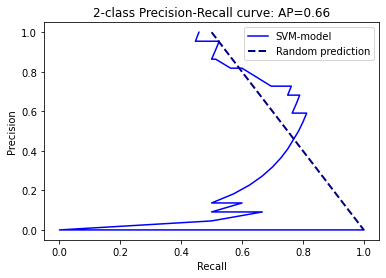 2-class Precision-Recall curve: AP=0.66
SVM-model
Random prediction
Precision
1.0
0.8
0.6
0.4
0.2
0.0
0.0 0.2 0.4 0.6 0.8 1.0
Recall